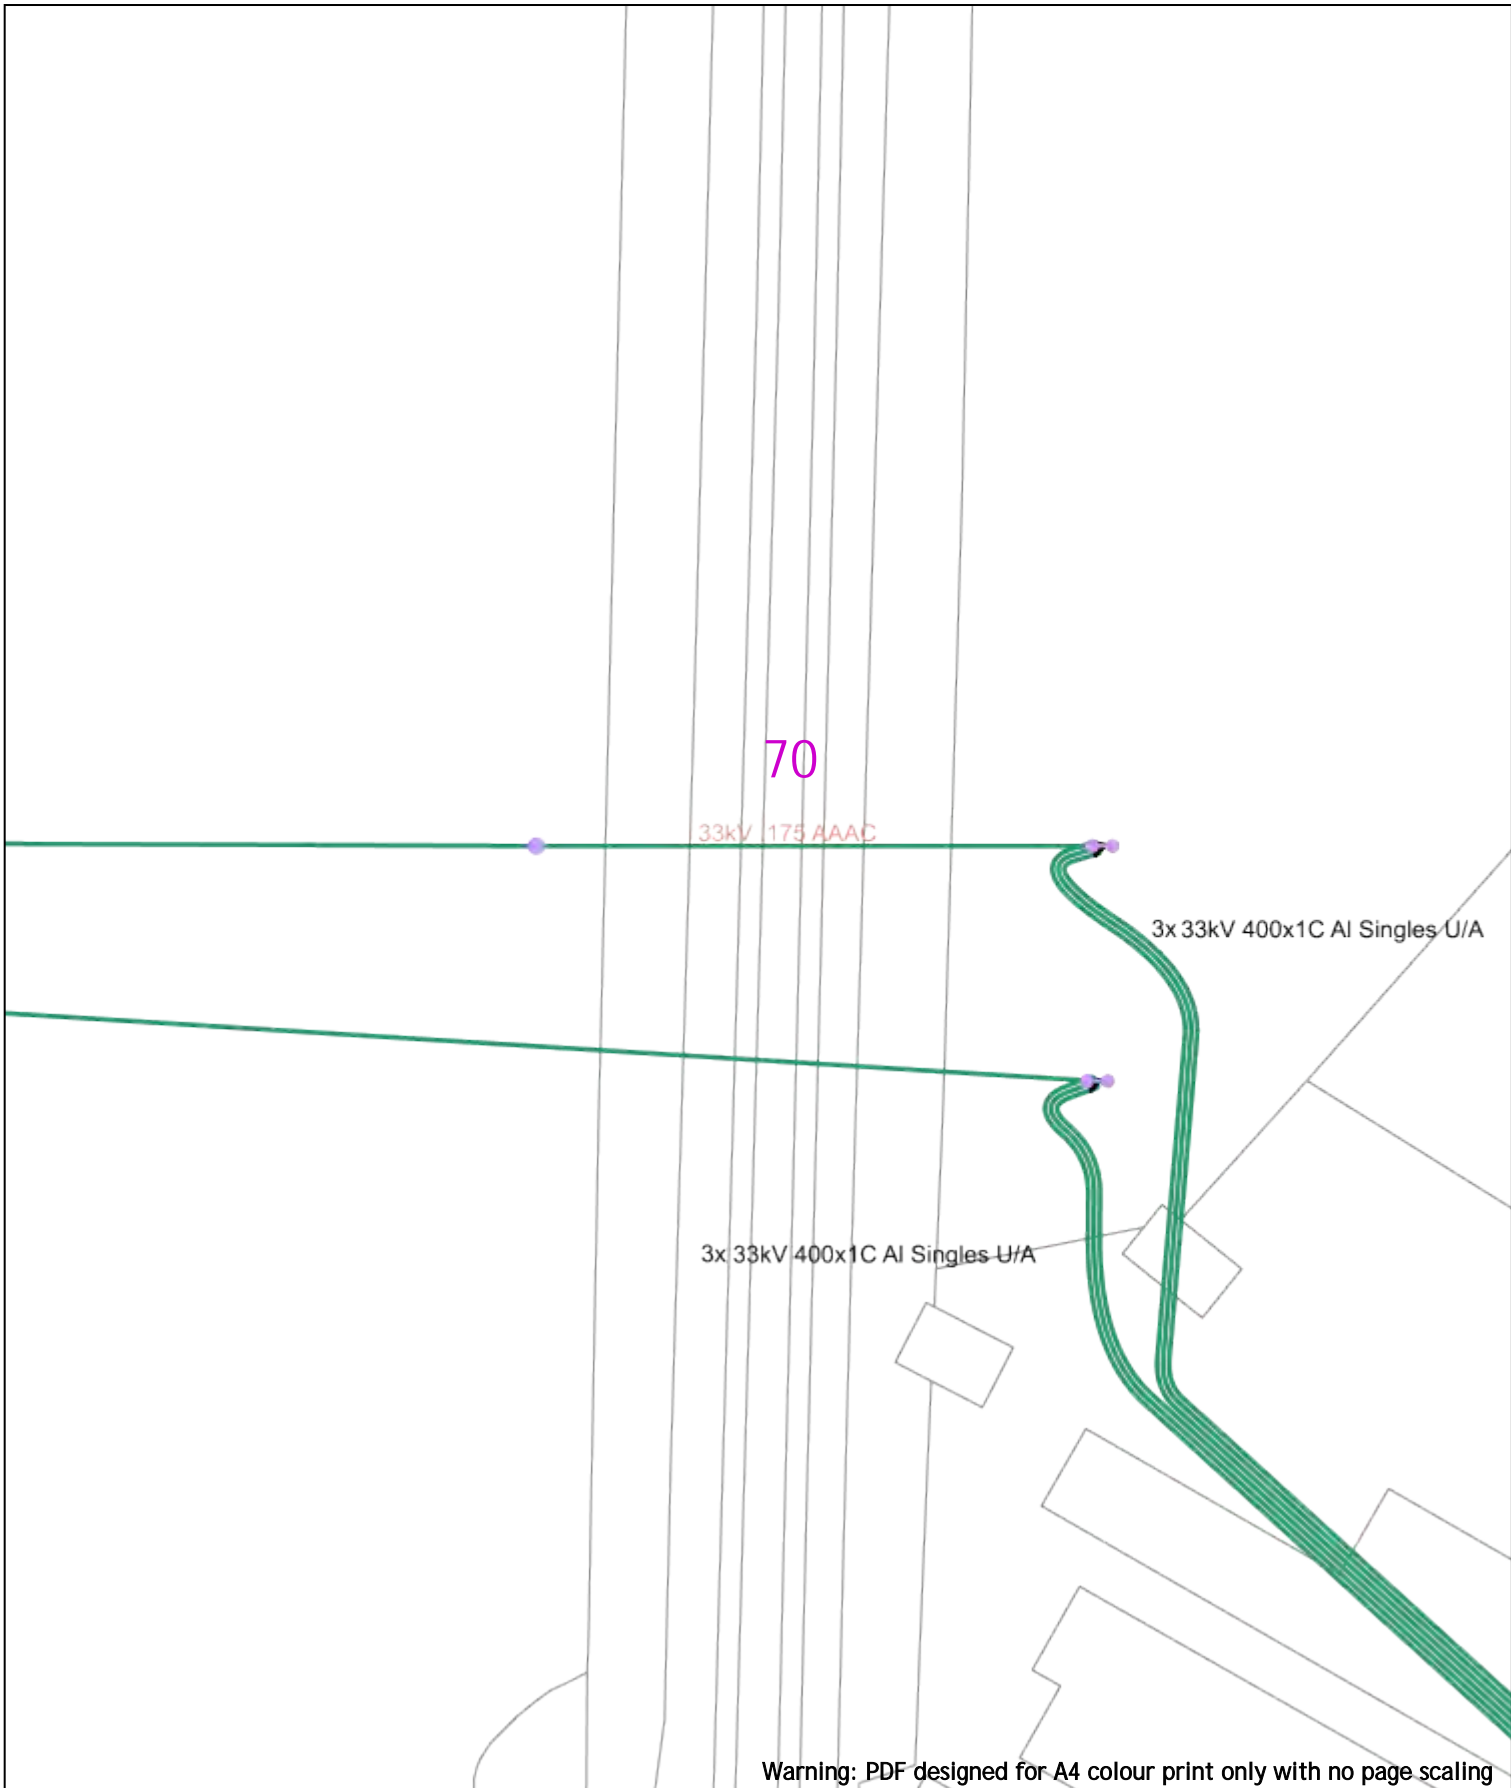 70
33kV .175 AAAC
3x 33kV 400x1C Al Singles U/A
3x 33kV 400x1C Al Singles U/A
Warning: PDF designed for A4 colour print only with no page scaling